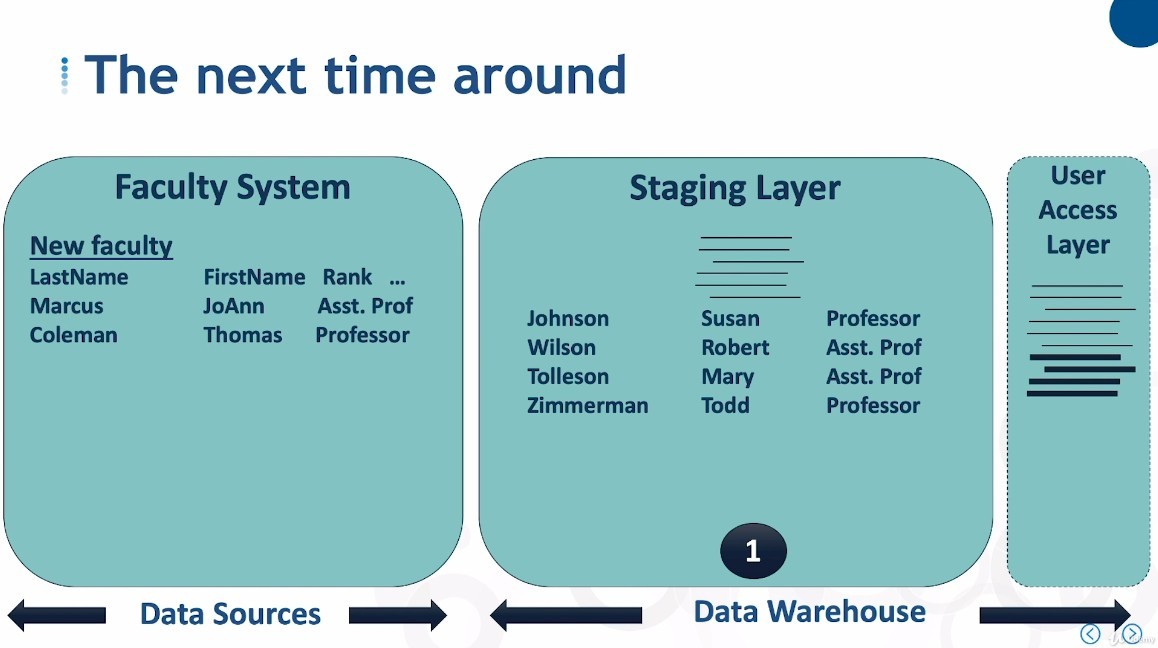 The next time around
Faculty System
New faculty
LastName FirstName Rank ...
Marcus JoAnn Asst. Prof
Coleman Thomas Professor
Staging Layer
Johnson Susan Professor
Wilson Robert Asst. Prof
Tolleson Mary Asst. Prof
Zimmerman Todd Professor
1
User
Access
Layer
Data Sources
Data Warehouse